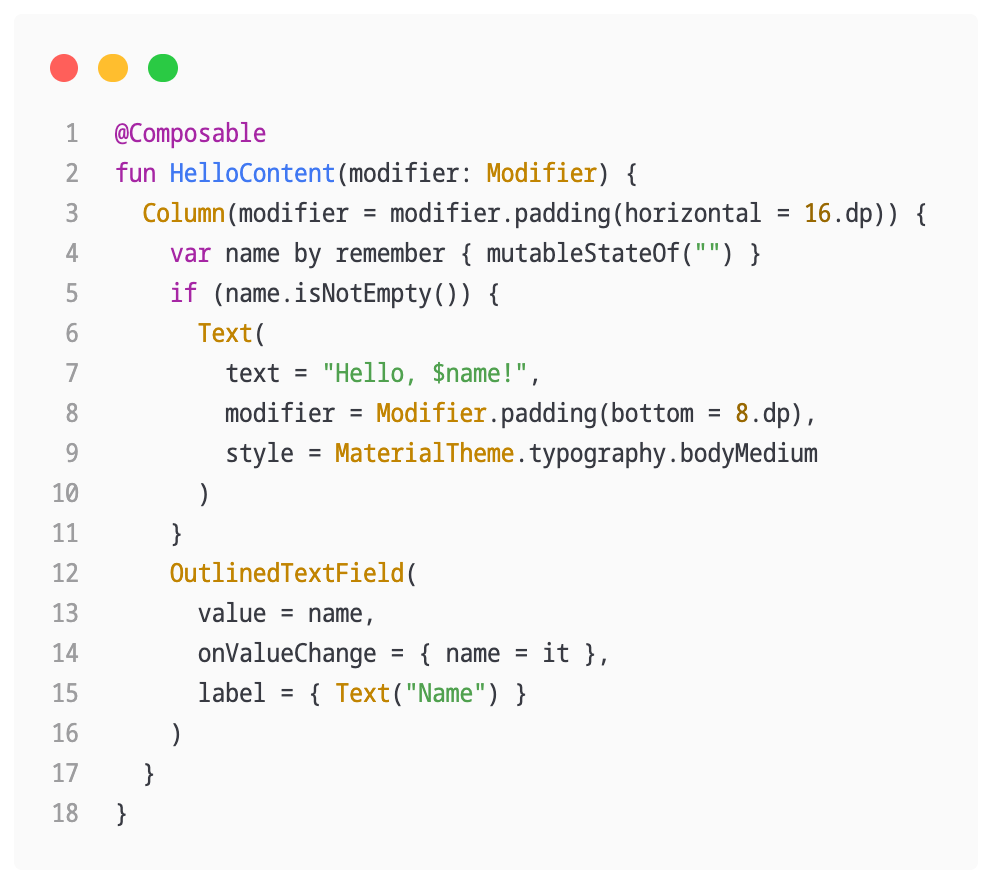 1 @Composable
2 fun HelloContent(modifier: Modifier) {
3   Column(modifier = modifier.padding(horizontal = 16.dp)) {
4     var name by remember { mutableStateOf("") }
5     if (name.isNotEmpty()) {
6       Text(
7         text = "Hello, $name!",
8         modifier = Modifier.padding(bottom = 8.dp),
9         style = MaterialTheme.typography.bodyMedium
10       )
11     }
12     OutlinedTextField(
13       value = name,
14       onValueChange = { name = it },
15       label = { Text("Name") }
16     )
17   }
18 }